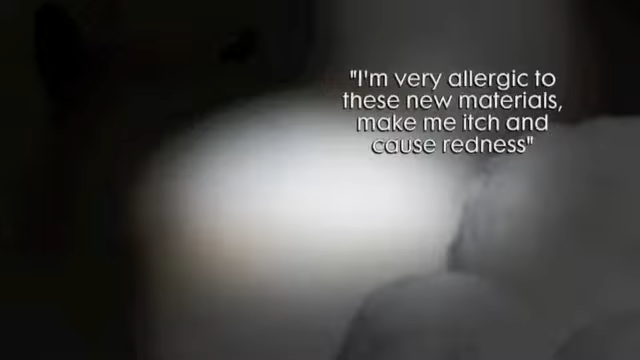 "I'm very allergic to
these new materials,
make me itch and
cause redness"